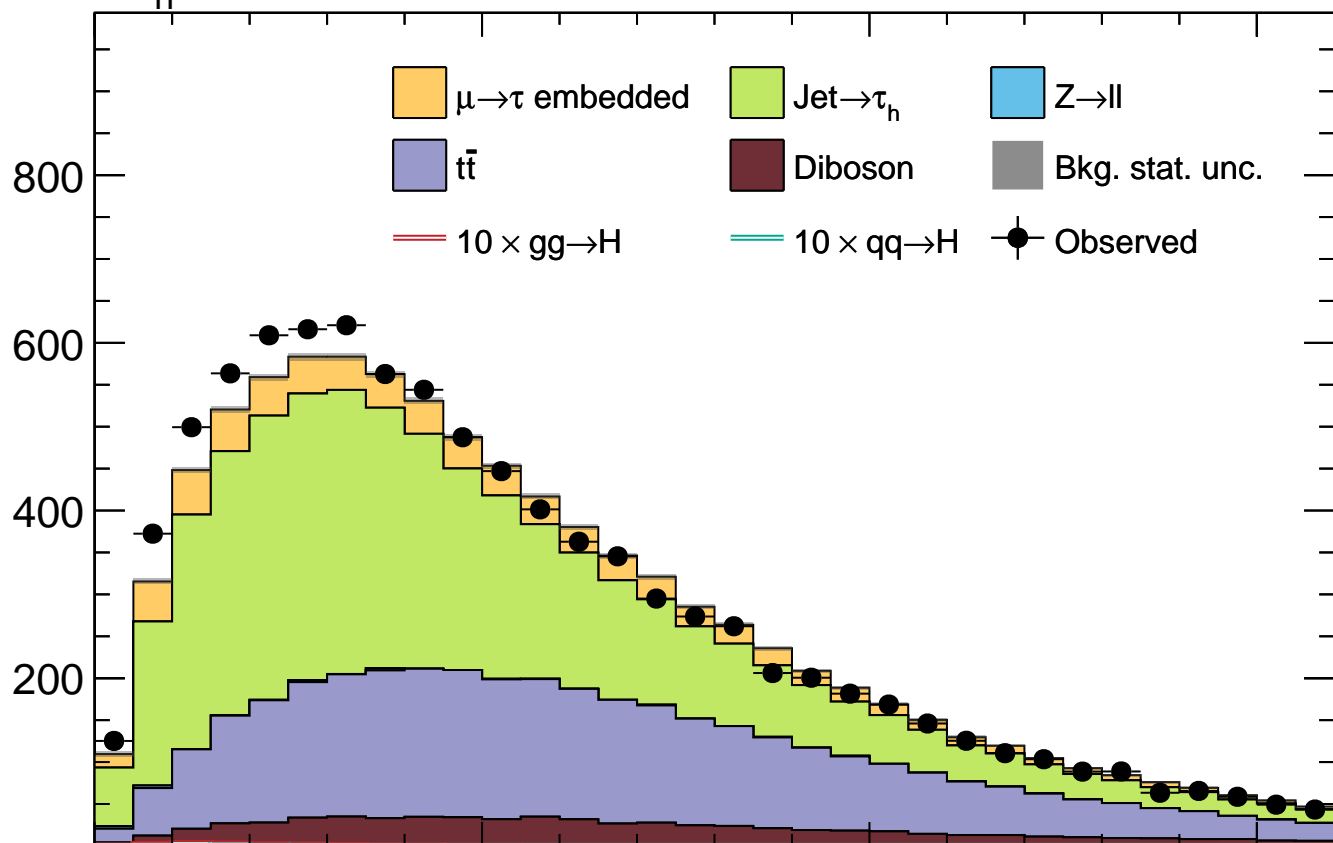 μ→τ embedded Jet→τh Z→ll
tt̄ Diboson Bkg. stat. unc.
10 × gg→H 10 × qq→H Observed
800
600
400
200